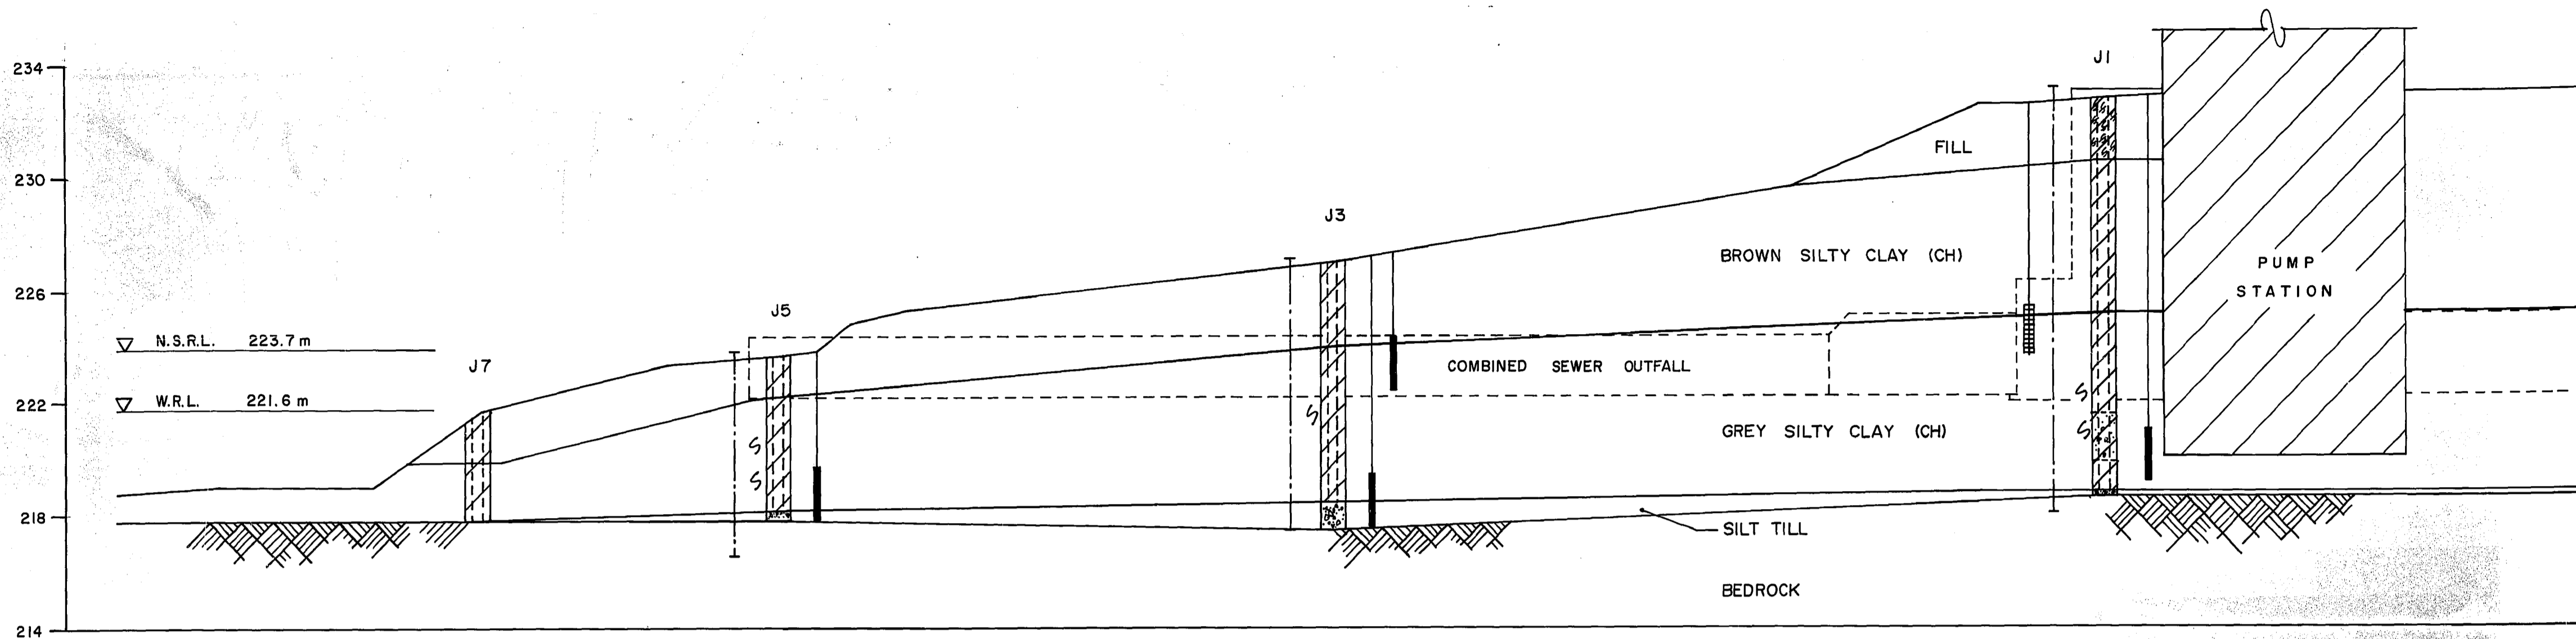 234
230
226
222
218
214
N.S.R.L. 223.7 m
W.R.L. 221.6 m
J7
J5
J3
J1
FILL
BROWN SILTY CLAY (CH)
PUMP
STATION
COMBINED SEWER OUTFALL
GREY SILTY CLAY (CH)
SILT TILL
BEDROCK